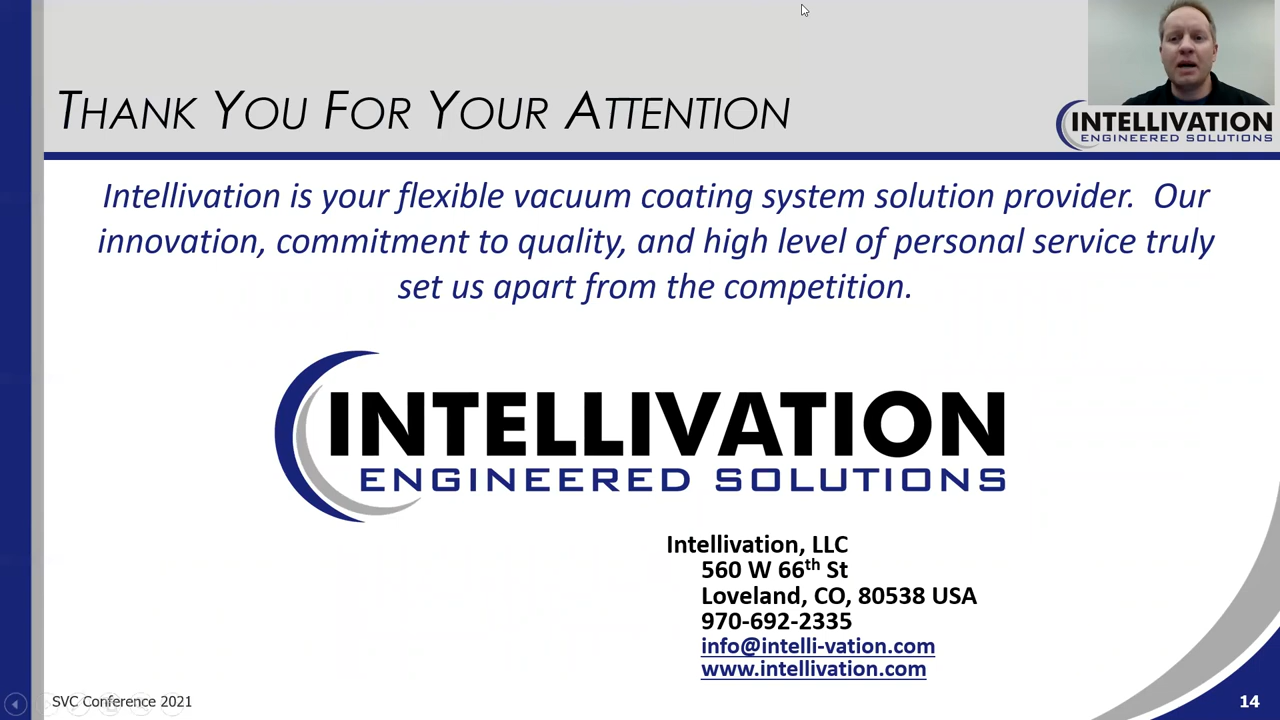 THANK YOU FOR YOUR ATTENTION
INTELLIVATION
ENGINEERED SOLUTIONS
Intellivation is your flexible vacuum coating system solution provider. Our
innovation, commitment to quality, and high level of personal service truly
set us apart from the competition.
INTELLIVATION
ENGINEERED SOLUTIONS
Intellivation, LLC
560 W 66th St
Loveland, CO, 80538 USA
970-692-2335
info@intelli-vation.com
www.intellivation.com
SVC Conference 2021
14